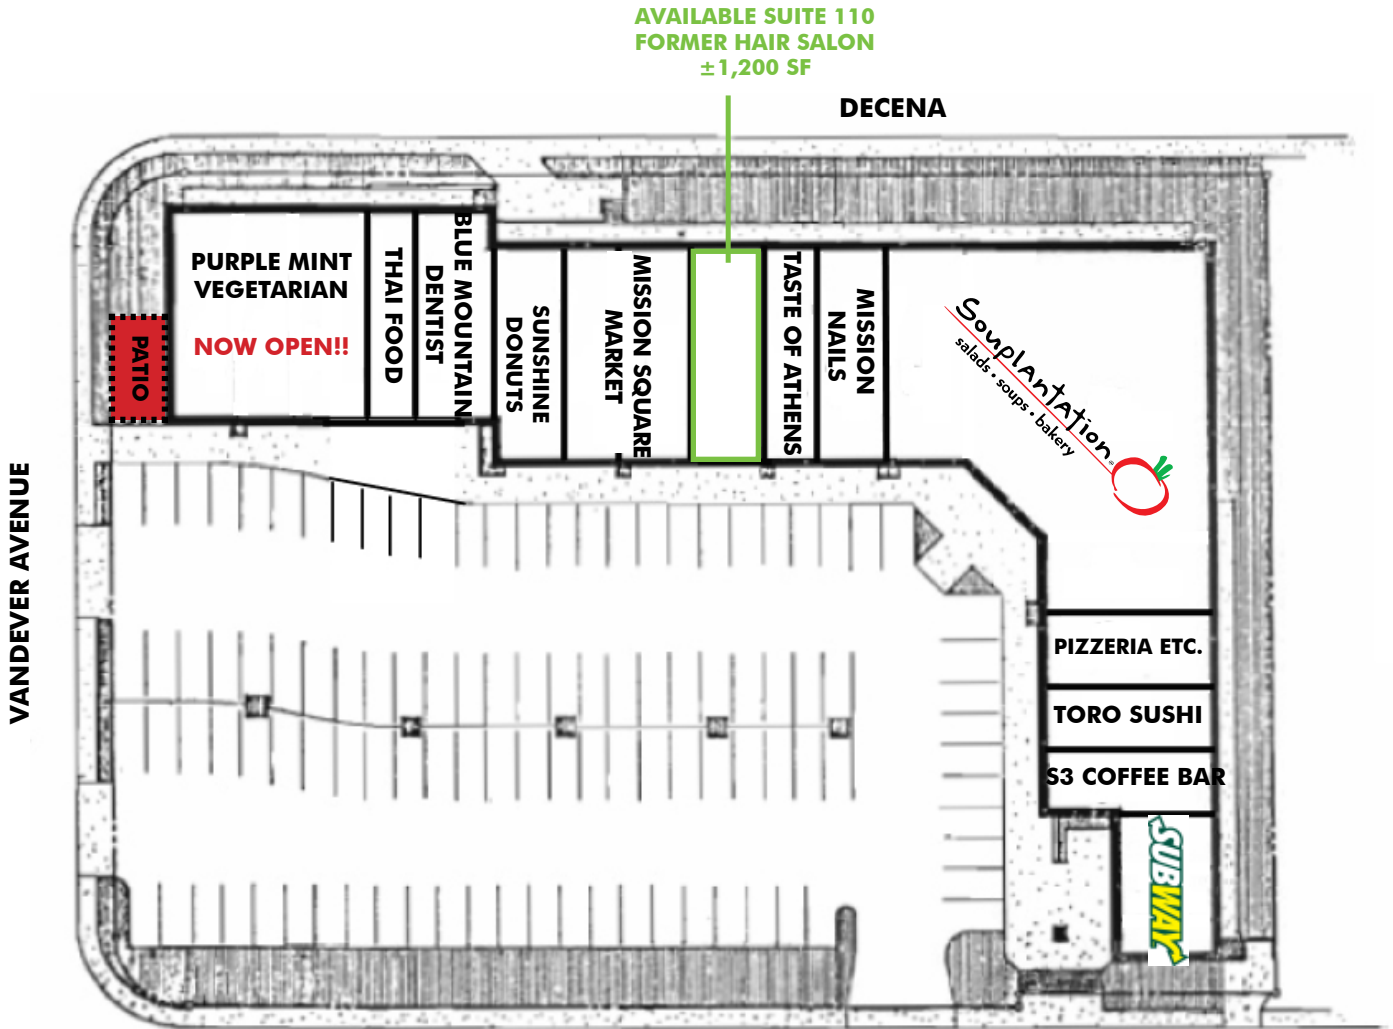 AVAILABLE SUITE 110
FORMER HAIR SALON
±1,200 SF
DECENA
PURPLE MINT
VEGETARIAN
NOW OPEN!!
PATIO
THAI FOOD
BLUE MOUNTAIN
DENTIST
SUNSHINE
DONUTS
MISSION SQUARE
MARKET
TASTE OF ATHENS
MISSION
NAILS
Souplantation
salads • soups • bakery
VANDEVER AVENUE
PIZZERIA ETC.
TORO SUSHI
S3 COFFEE BAR
SUBWAY